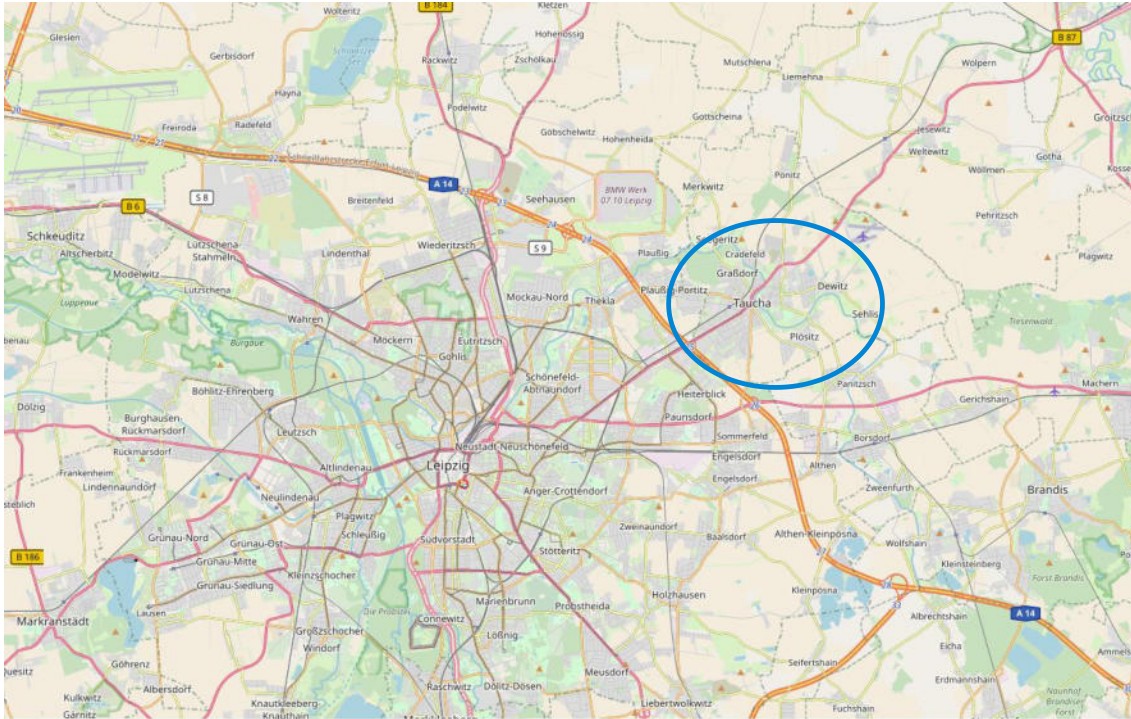 B 184
Wolteritz
Kletzen
Glesien
Gerbisdorf
Hohenossig
B 87
Rackwitz
Zschölkau
Mutschlena
Wölpern
Liemehna
Hayna
Podelwitz
Groitzsch
Gottscheina
Freiroda
Radefeld
Göbschelwitz
Hohenheida
Jesewitz
Weltewitz
Gotha
Wöllmen
Pönitz
A 14
Merkwitz
S 8
BMW Werk
07.10 Leipzig
Breitenfeld
Seehausen
B 6
Pehritzsch
Schkeuditz
Wiederitzsch
S 9
Plaußig
Cradefeld
Lützschena-
Stahmeln
Lindenthal
Altscherbitz
Plagwitz
Graßdorf
Modelwitz
Dewitz
Lützschena
Mockau-Nord
Thekla
Plaußig-Portitz
Taucha
Luppeaue
Wahren
Sehlis
Burgaue
Möckern
Eutritzsch
Plösitz
Gohlis
Schönefeld-
Abtnaundorf
Panitzsch
Machern
Böhlitz-Ehrenberg
Heiterblick
Gerichshain
Dölzig
Burghausen-
Rückmarsdorf
Leutzsch
Paunsdorf
Sommerfeld
Borsdorf
Rückmarsdorf
Neustadt-Neuschönefeld
Engelsdorf
Althen
Frankenheim
Altlindenau
Leipzig
Engelsdorf
Lindennaundorf
Neulindenau
Anger-Crottendorf
Zweenfurth
Brandis
Plagwitz
Zweinaundorf
Grünau-Nord
Schleußig
Südvorstadt
Baalsdorf
Althen-Kleinpösna
Wolfshain
B 186
Grünau-Ost
Stötteritz
Grünau-Mitte
Kleinsteinberg
Grünau-Siedlung
Kleinzschocher
Forst Brandis
Kleinpösna
Holzhausen
Marienbrunn
Probstheida
Lausen
Die Probstei
A 14
Markranstädt
Connewitz
Albrechtshain
Großzschocher
Lößnig
Windorf
Eicha
Göhrenz
Meusdorf
Seifertshain
Albersdorf
Raschwitz
Dölitz-Dösen
Erdmannshain
Kulkwitz
Knautkleeberg-
Knauthain
Liebertwolkwitz
Fuchshain
Naunhof
Gärnitz